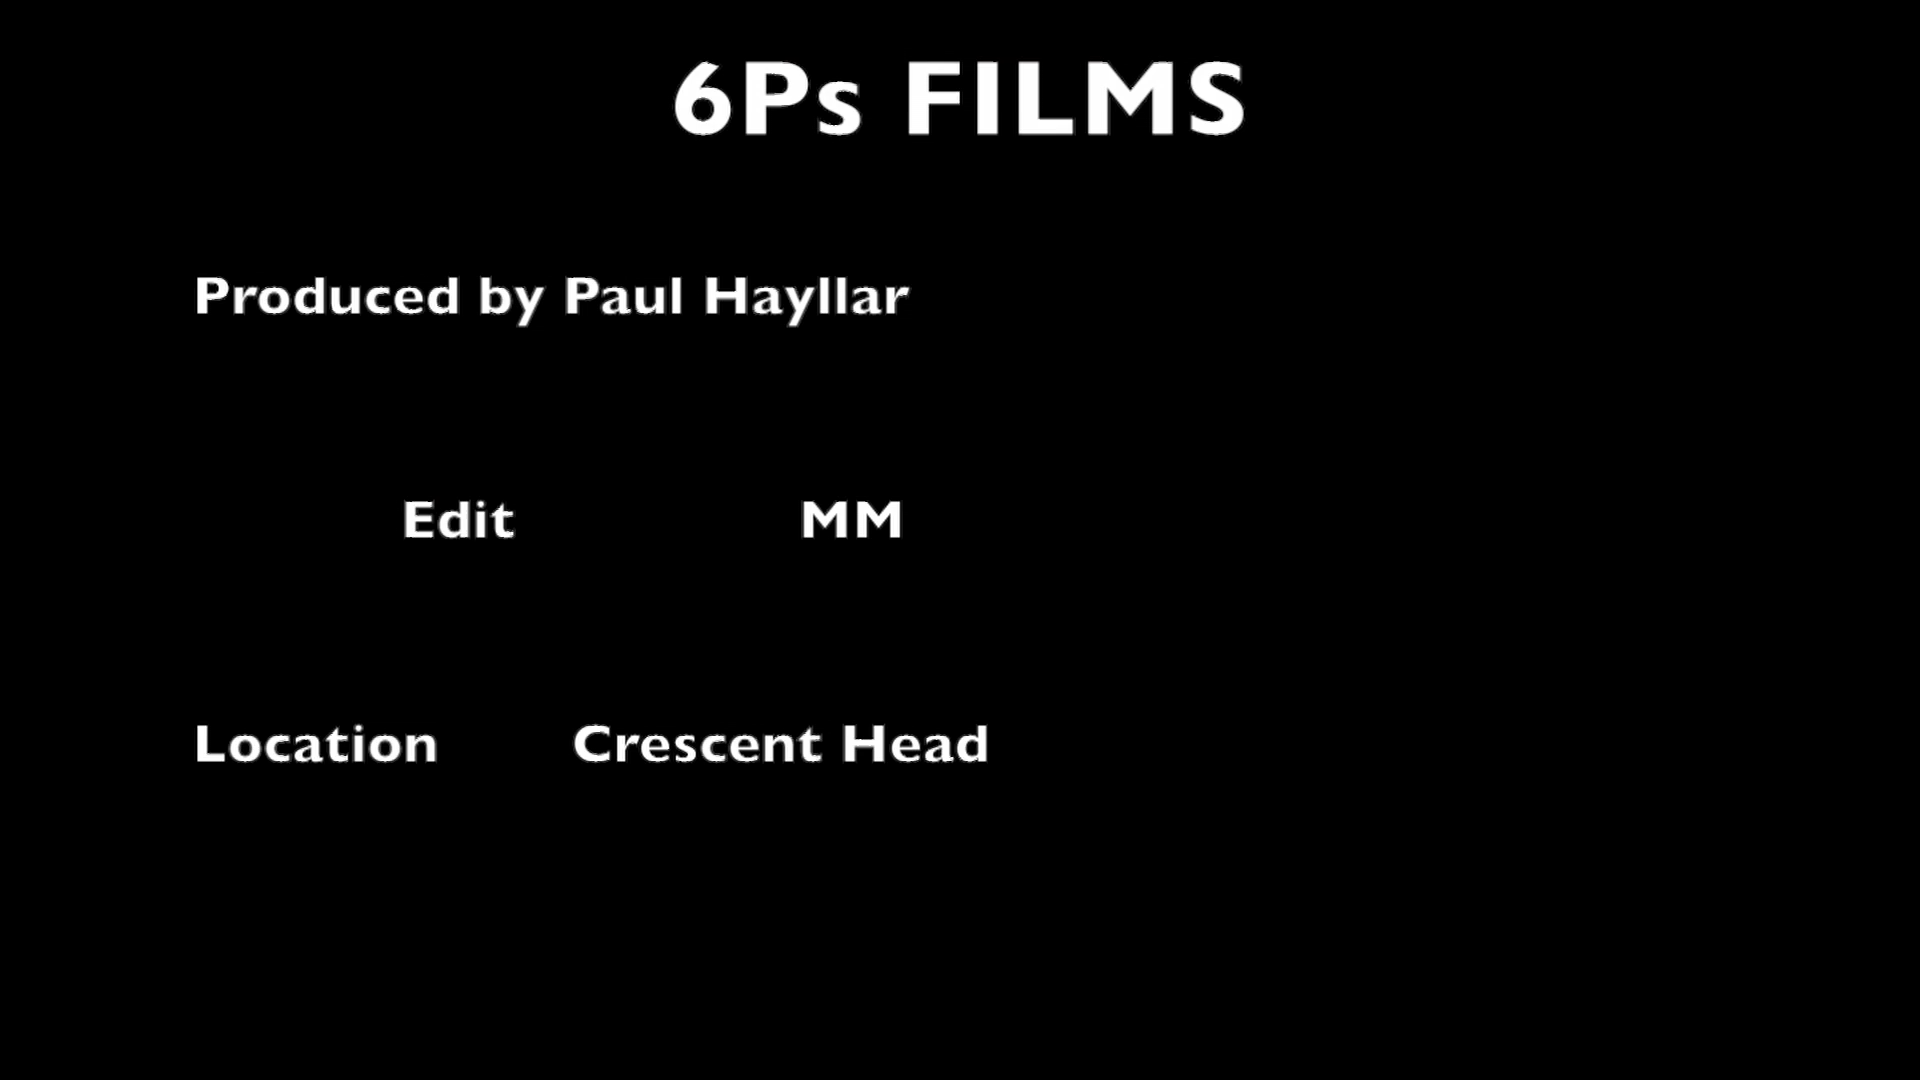 6Ps FILMS
Produced by Paul Hayllar
Edit MM
Location Crescent Head